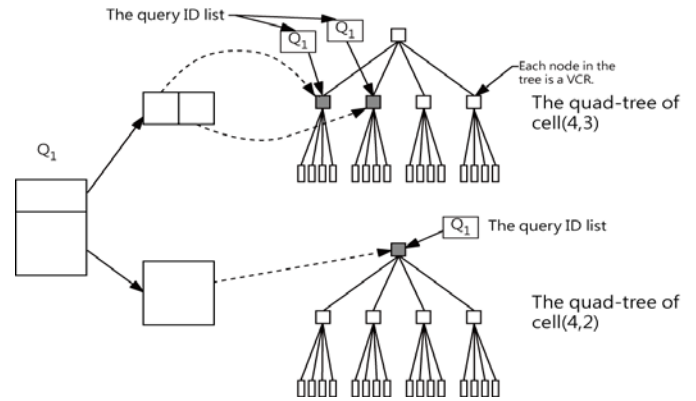 The query ID list
Q1
Q1
Each node in the
tree is a VCR.
The quad-tree of
cell(4,3)
Q1
Q1
The query ID list
The quad-tree of
cell(4,2)